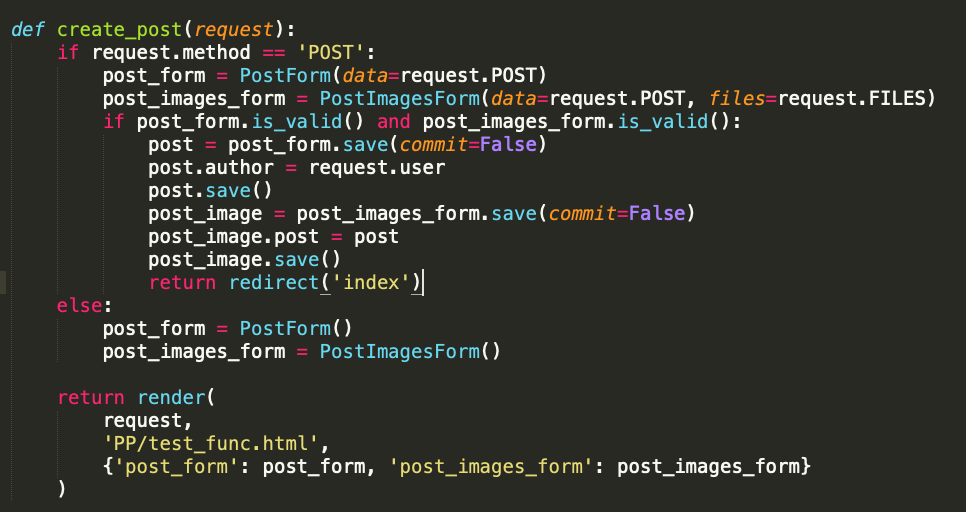 def create_post(request):
    if request.method == 'POST':
        post_form = PostForm(data=request.POST)
        post_images_form = PostImagesForm(data=request.POST, files=request.FILES)
        if post_form.is_valid() and post_images_form.is_valid():
            post = post_form.save(commit=False)
            post.author = request.user
            post.save()
            post_image = post_images_form.save(commit=False)
            post_image.post = post
            post_image.save()
            return redirect('index')
    else:
        post_form = PostForm()
        post_images_form = PostImagesForm()

    return render(
        request,
        'PP/test_func.html',
        {'post_form': post_form, 'post_images_form': post_images_form}
    )